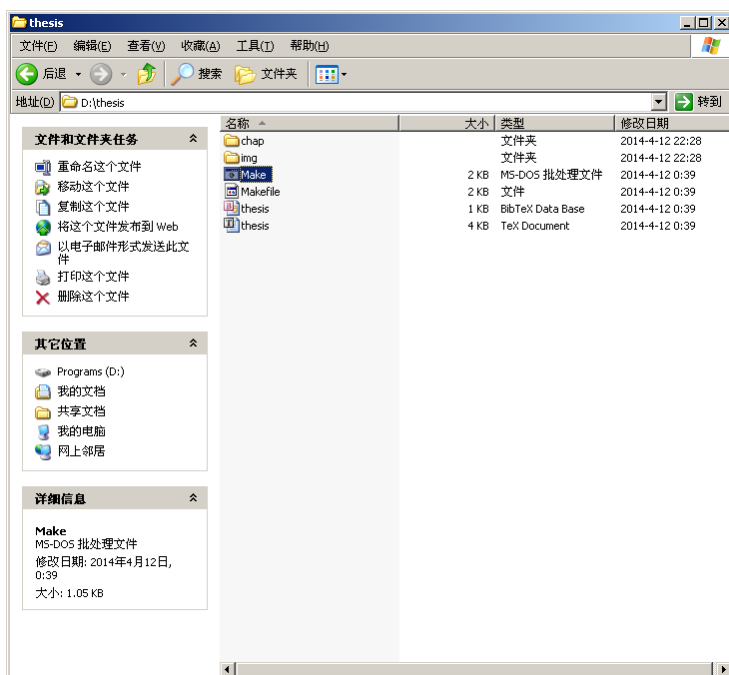 thesis
文件(F) 编辑(E) 查看(V) 收藏(A) 工具(T) 帮助(H)
后退 搜索 文件夹
地址(D) D:\thesis 转到
文件和文件夹任务
重命名这个文件
移动这个文件
复制这个文件
将这个文件发布到 Web
以电子邮件形式发送此文
件
打印这个文件
删除这个文件
其它位置
Programs (D:)
我的文档
共享文档
我的电脑
网上邻居
详细信息
Make
MS-DOS 批处理文件
修改日期: 2014年4月12日,
0:39
大小: 1.05 KB
名称 大小 类型 修改日期
chap 文件夹 2014-4-12 22:28
img 文件夹 2014-4-12 22:28
Make 2 KB MS-DOS 批处理文件 2014-4-12 0:39
Makefile 2 KB 文件 2014-4-12 0:39
thesis 1 KB BibTeX Data Base 2014-4-12 0:39
thesis 4 KB TeX Document 2014-4-12 0:39